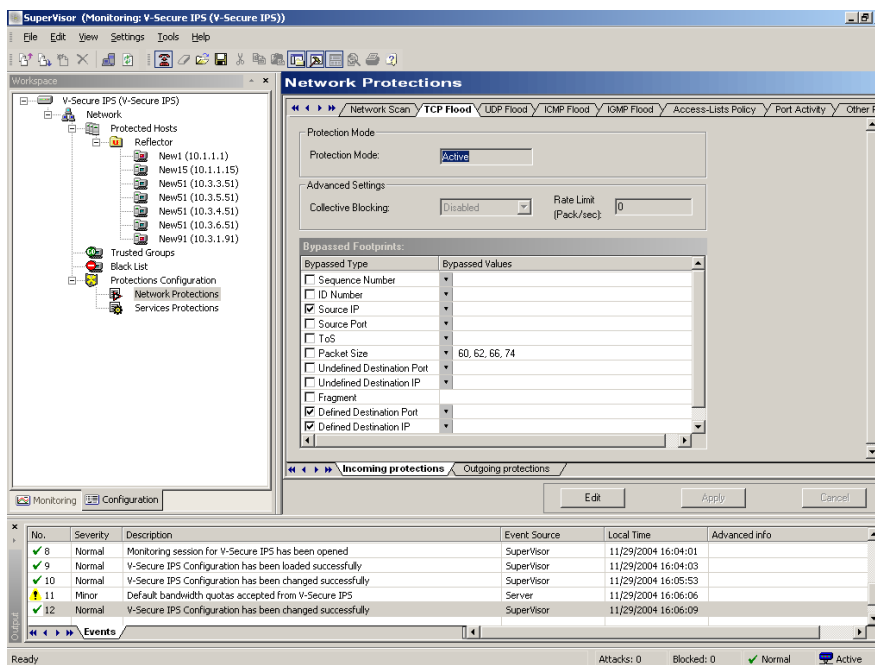 SuperVisor (Monitoring: V-Secure IPS (V-Secure IPS))
File Edit View Settings Tools Help
Workspace
V-Secure IPS (V-Secure IPS)
Network
Protected Hosts
Reflector
New1 (10.1.1.1)
New15 (10.1.1.15)
New51 (10.3.3.51)
New51 (10.3.5.51)
New51 (10.3.4.51)
New51 (10.3.6.51)
New91 (10.3.1.91)
Trusted Groups
Black List
Protections Configuration
Network Protections
Services Protections
Monitoring Configuration
Network Protections
Network Scan TCP Flood UDP Flood ICMP Flood IGMP Flood Access-Lists Policy Port Activity Other P
Protection Mode
Protection Mode: Active
Advanced Settings
Collective Blocking: Disabled Rate Limit (Pack/sec): 0
Bypassed Footprints:
Bypassed Type Bypassed Values
Sequence Number
ID Number
Source IP
Source Port
ToS
Packet Size 60, 62, 66, 74
Undefined Destination Port
Undefined Destination IP
Fragment
Defined Destination Port
Defined Destination IP
Incoming protections Outgoing protections
Edit Apply Cancel
No. Severity Description Event Source Local Time Advanced info
8 Normal Monitoring session for V-Secure IPS has been opened SuperVisor 11/29/2004 16:04:01
9 Normal V-Secure IPS Configuration has been loaded successfully SuperVisor 11/29/2004 16:04:03
10 Normal V-Secure IPS Configuration has been changed successfully SuperVisor 11/29/2004 16:05:53
11 Minor Default bandwidth quotas accepted from V-Secure IPS Server 11/29/2004 16:06:06
12 Normal V-Secure IPS Configuration has been changed successfully SuperVisor 11/29/2004 16:06:09
Output
Events
Ready Attacks: 0 Blocked: 0 Normal Active